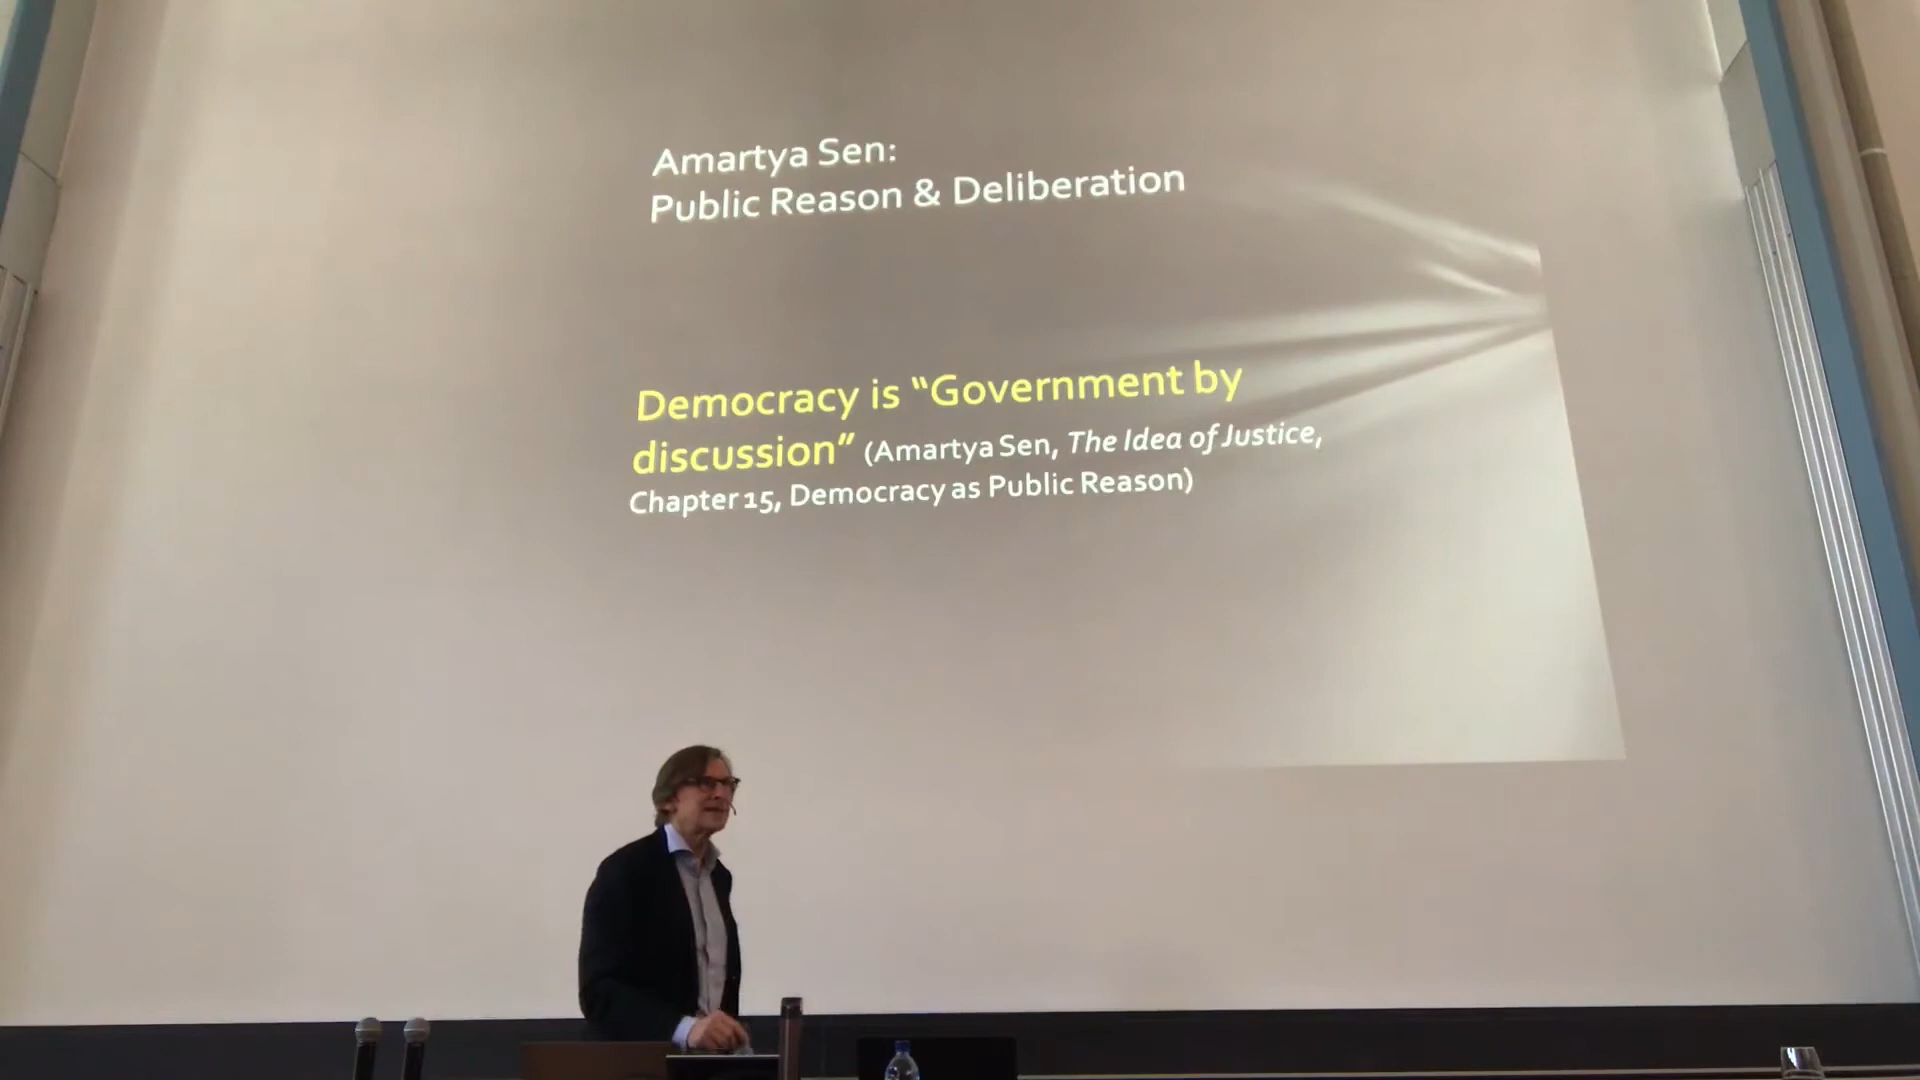 Amartya Sen:
Public Reason & Deliberation
Democracy is “Government by
discussion” (Amartya Sen, The Idea of Justice,
Chapter 15, Democracy as Public Reason)